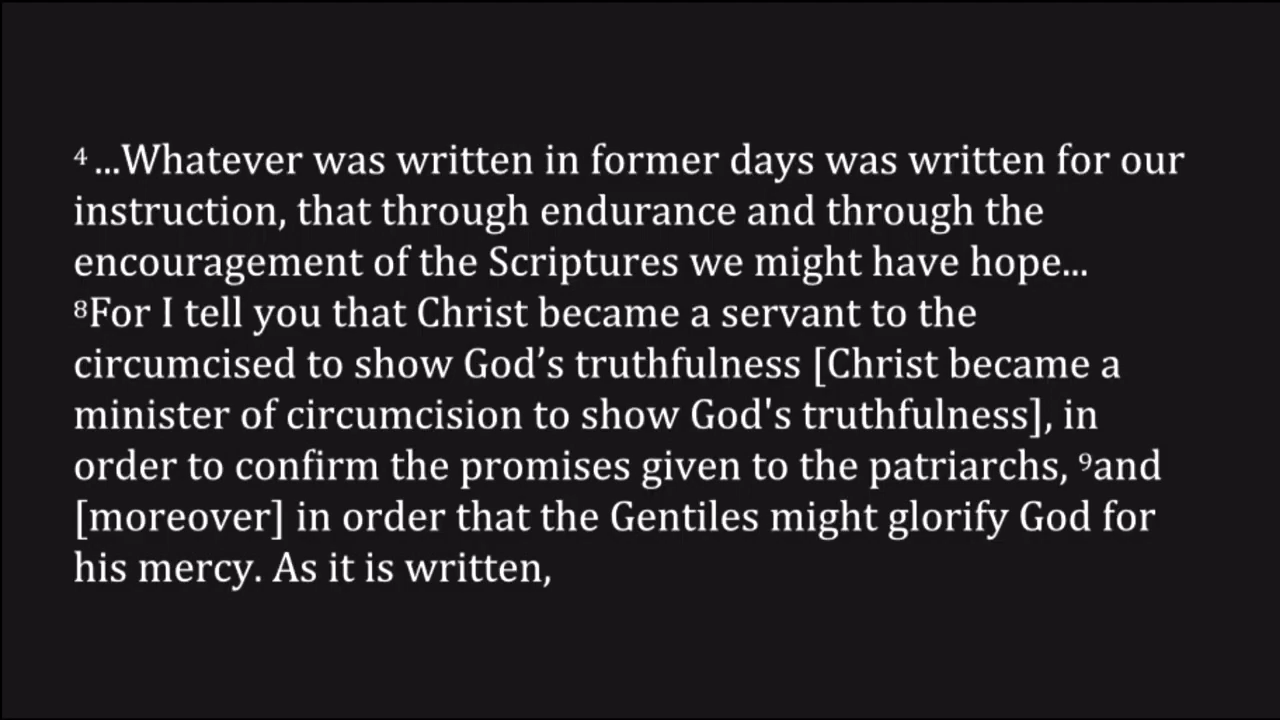 ⁴ ...Whatever was written in former days was written for our
instruction, that through endurance and through the
encouragement of the Scriptures we might have hope...
⁸For I tell you that Christ became a servant to the
circumcised to show God’s truthfulness [Christ became a
minister of circumcision to show God's truthfulness], in
order to confirm the promises given to the patriarchs, ⁹and
[moreover] in order that the Gentiles might glorify God for
his mercy. As it is written,